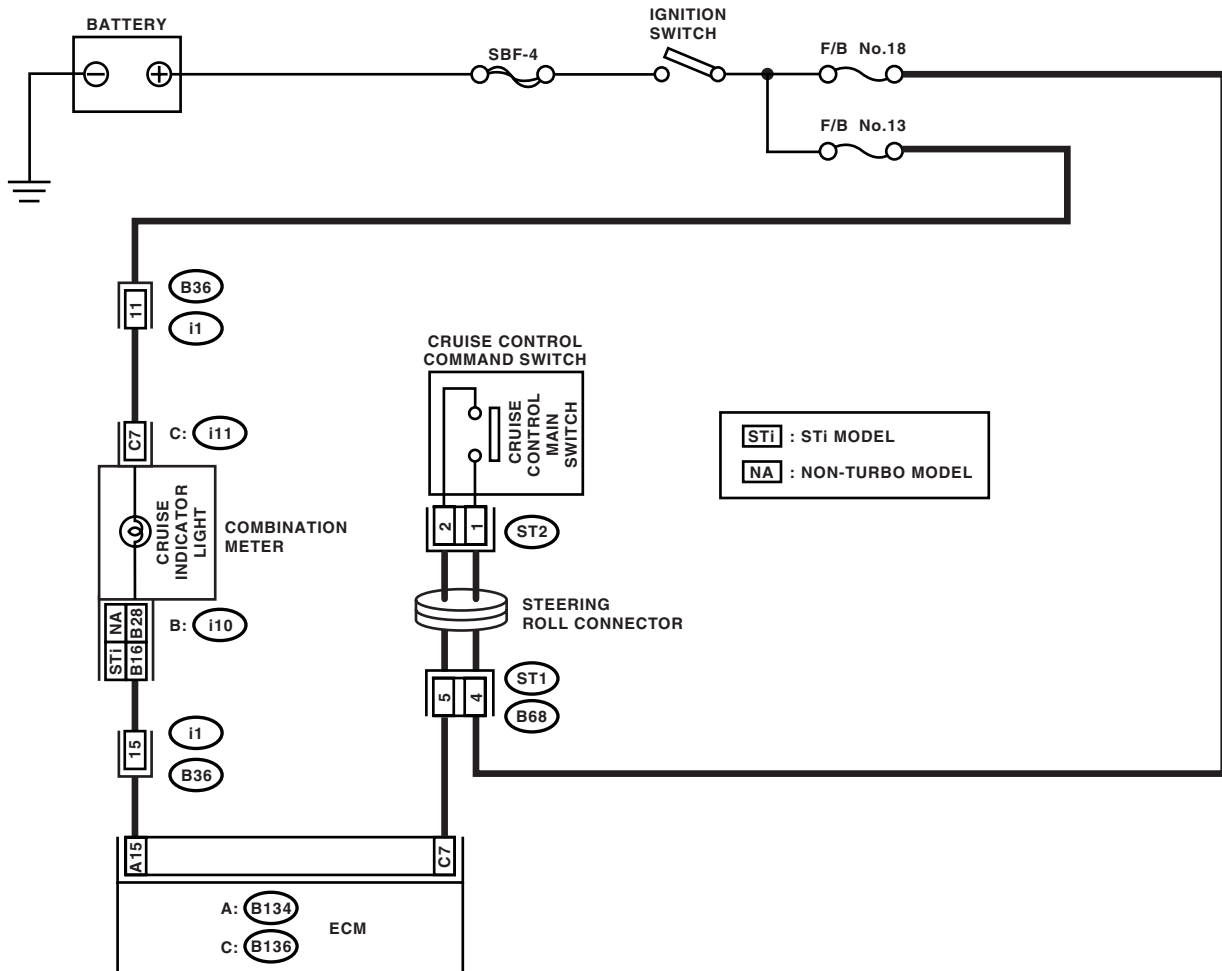 BATTERY
IGNITION
SWITCH
SBF-4
F/B No.18
F/B No.13
11
B36
i1
C7
C: i11
CRUISE
INDICATOR
LIGHT
COMBINATION
METER
STi NA
B16 B28
B: i10
15
i1
B36
CRUISE CONTROL
COMMAND SWITCH
CRUISE
CONTROL
MAIN
SWITCH
2 1
ST2
STEERING
ROLL CONNECTOR
5 4
ST1
B68
STi : STi MODEL
NA : NON-TURBO MODEL
A15
C7
A: B134
C: B136
ECM